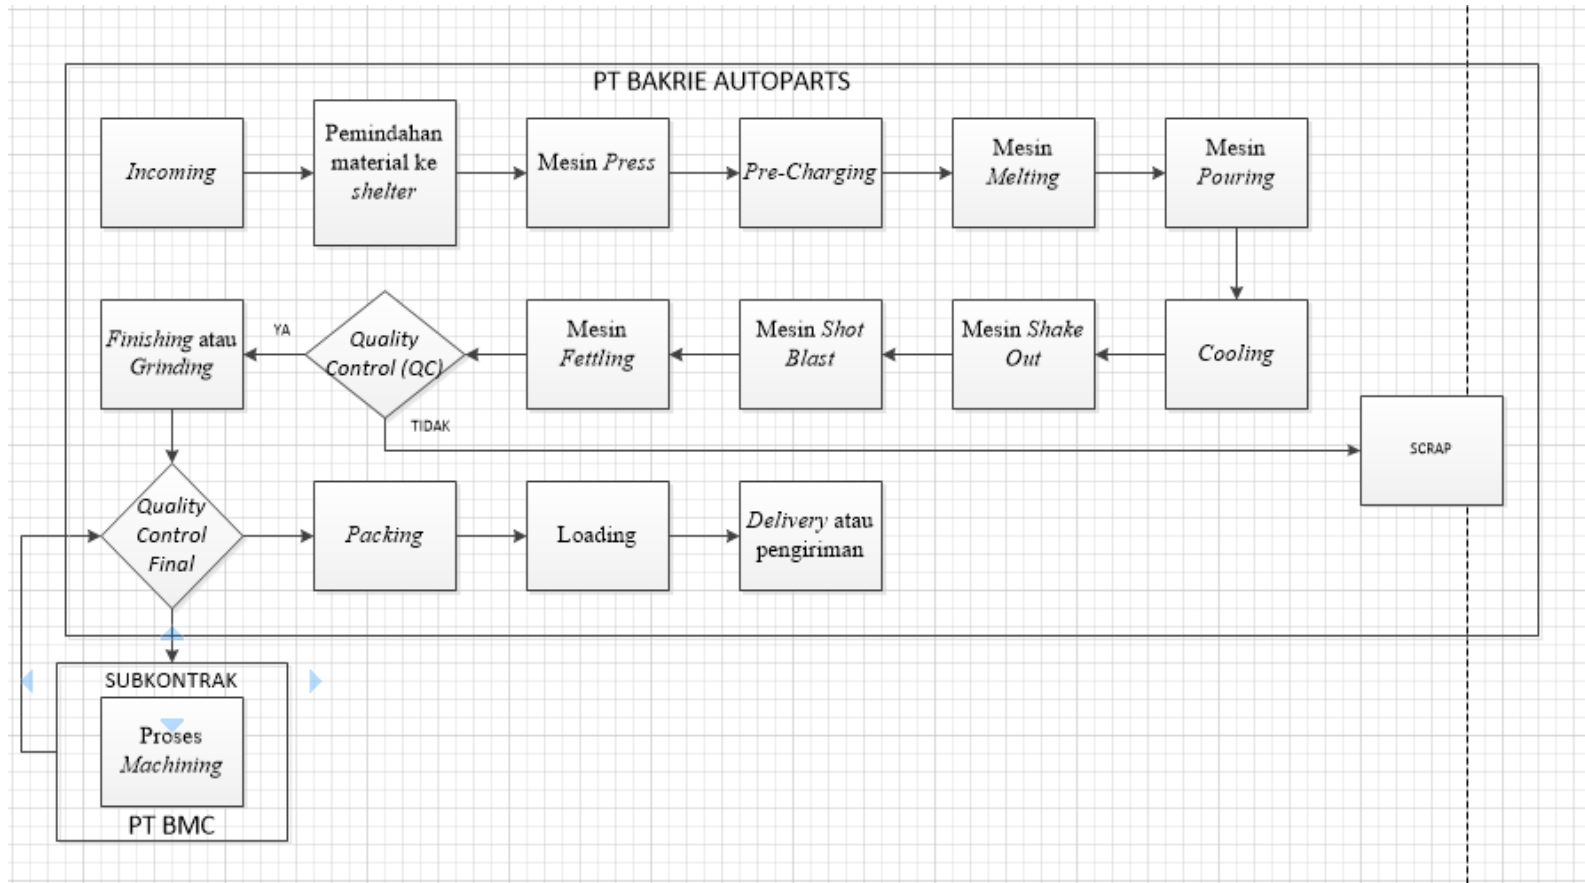 PT BAKRIE AUTOPARTS
Incoming
Pemindahan
material ke
shelter
Mesin Press
Pre-Charging
Mesin
Melting
Mesin
Pouring
Finishing atau
Grinding
YA
Quality
Control (QC)
TIDAK
Mesin
Fettling
Mesin Shot
Blast
Mesin Shake
Out
Cooling
SCRAP
Quality
Control
Final
Packing
Loading
Delivery atau
pengiriman
SUBKONTRAK
Proses
Machining
PT BMC